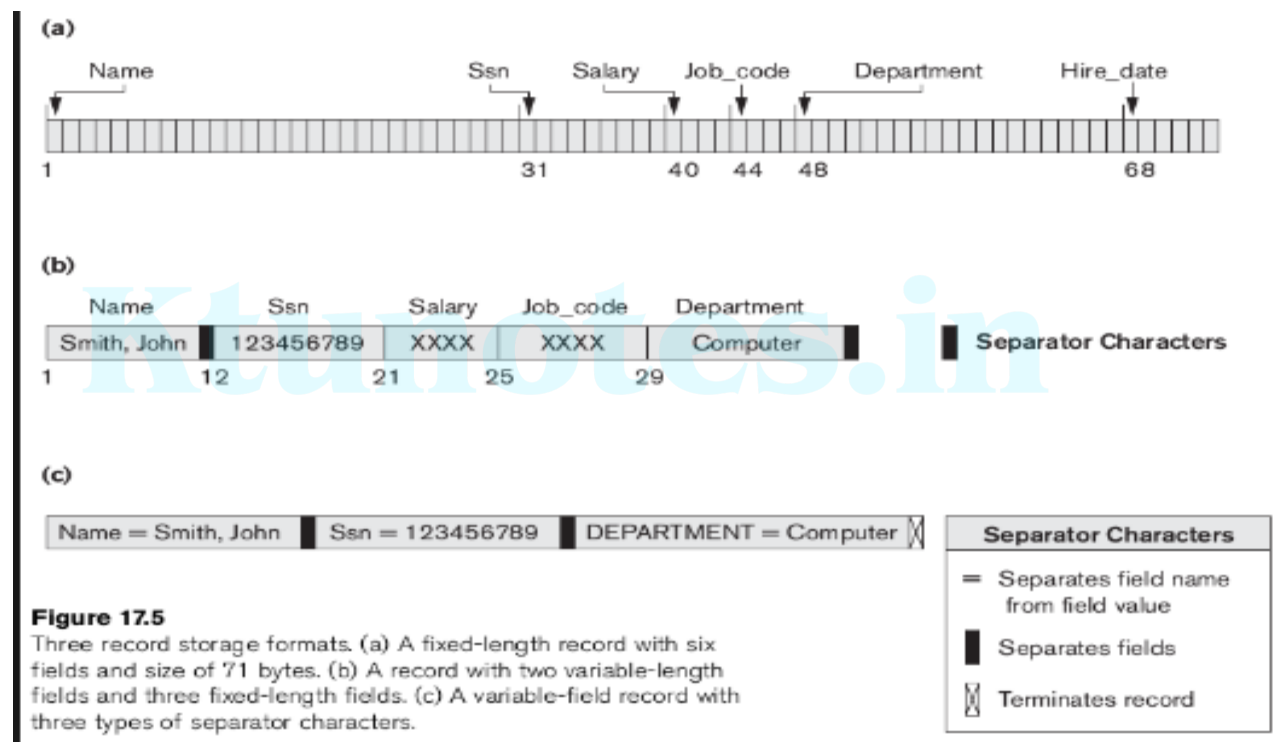 (a)
Name Ssn Salary Job_code Department Hire_date
1 31 40 44 48 68
(b)
Name Ssn Salary Job_code Department
Smith, John 123456789 XXXX XXXX Computer Separator Characters
1 12 21 25 29
Ktunotes.in
(c)
Name = Smith, John Ssn = 123456789 DEPARTMENT = Computer
Separator Characters
= Separates field name
from field value
Separates fields
Terminates record
Figure 17.5
Three record storage formats. (a) A fixed-length record with six
fields and size of 71 bytes. (b) A record with two variable-length
fields and three fixed-length fields. (c) A variable-field record with
three types of separator characters.